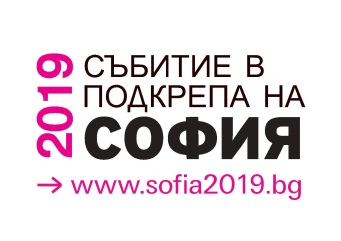 2019
СЪБИТИЕ В
ПОДКРЕПА НА
СОФИЯ
→ www.sofia2019.bg